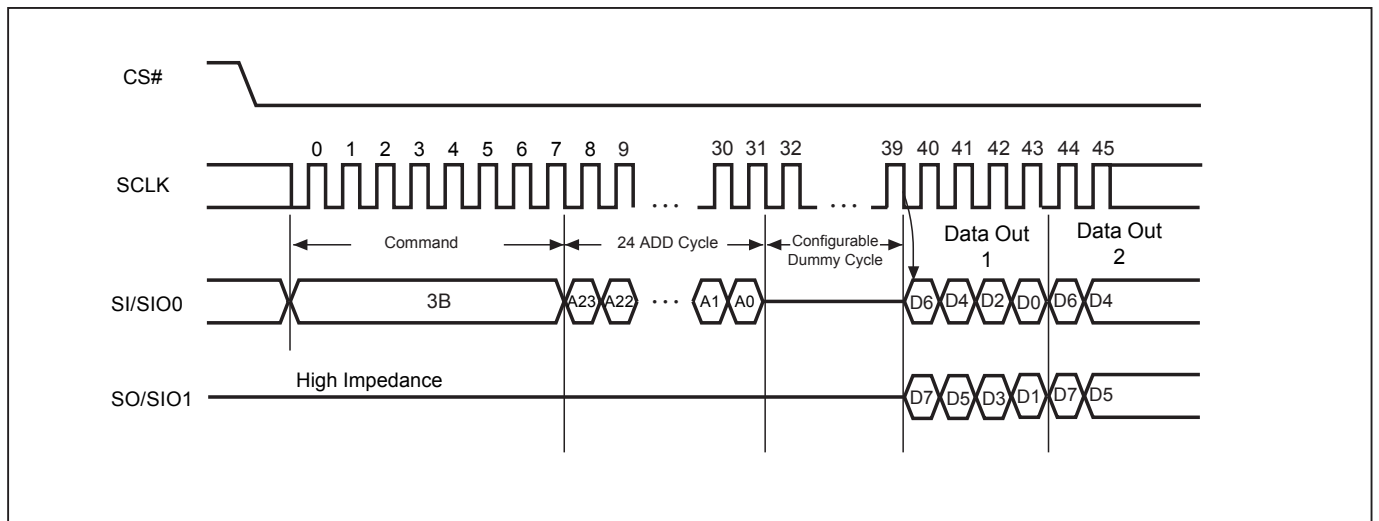 CS#
0 1 2 3 4 5 6 7 8 9 30 31 32 39 40 41 42 43 44 45
SCLK
... ...
Command 24 ADD Cycle Configurable Dummy Cycle Data Out 1 Data Out 2
SI/SIO0 3B A23 A22 ... A1 A0 D6 D4 D2 D0 D6 D4
High Impedance
SO/SIO1 D7 D5 D3 D1 D7 D5